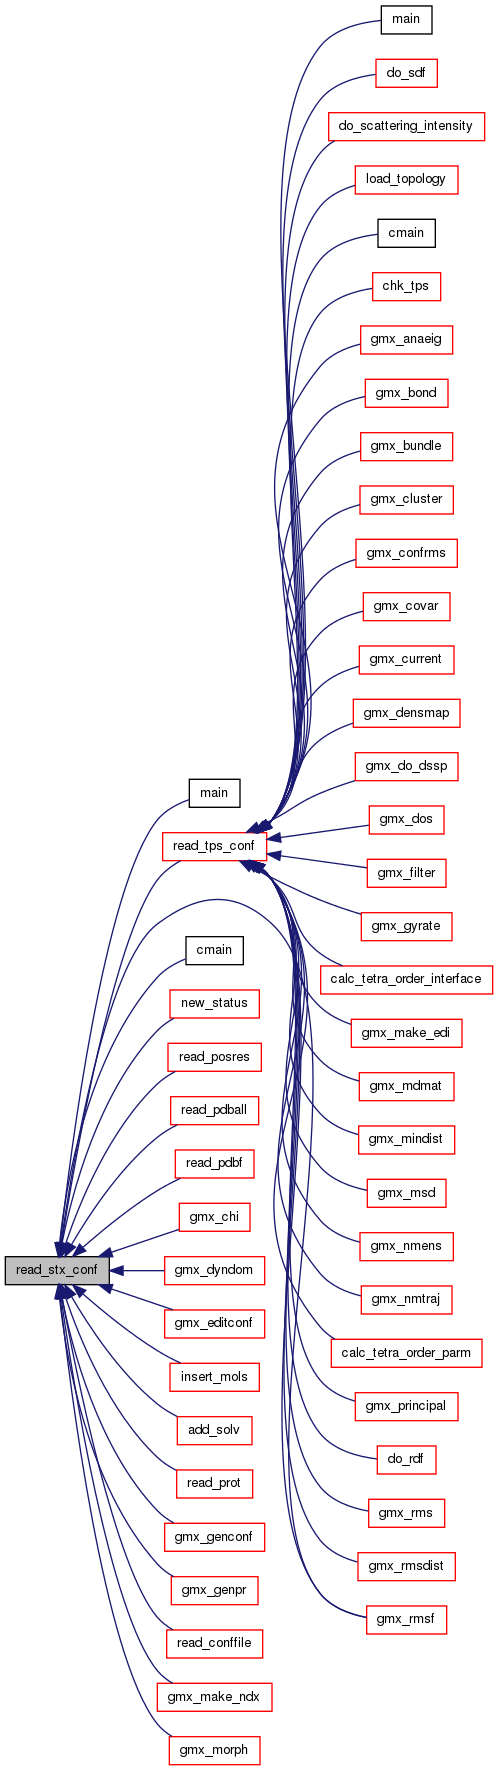 main
do_sdf
do_scattering_intensity
load_topology
cmain
chk_tps
gmx_anaeig
gmx_bond
gmx_bundle
gmx_cluster
gmx_confrms
gmx_covar
gmx_current
gmx_densmap
gmx_do_dssp
main
gmx_dos
read_tps_conf
gmx_filter
gmx_gyrate
cmain
calc_tetra_order_interface
new_status
gmx_make_edi
read_posres
gmx_mdmat
read_pdball
gmx_mindist
read_pdbf
gmx_msd
gmx_chi
gmx_nmens
read_stx_conf
gmx_dyndom
gmx_nmtraj
gmx_editconf
calc_tetra_order_parm
insert_mols
gmx_principal
add_solv
do_rdf
read_prot
gmx_rms
gmx_genconf
gmx_rmsdist
gmx_genpr
gmx_rmsf
read_conffile
gmx_make_ndx
gmx_morph